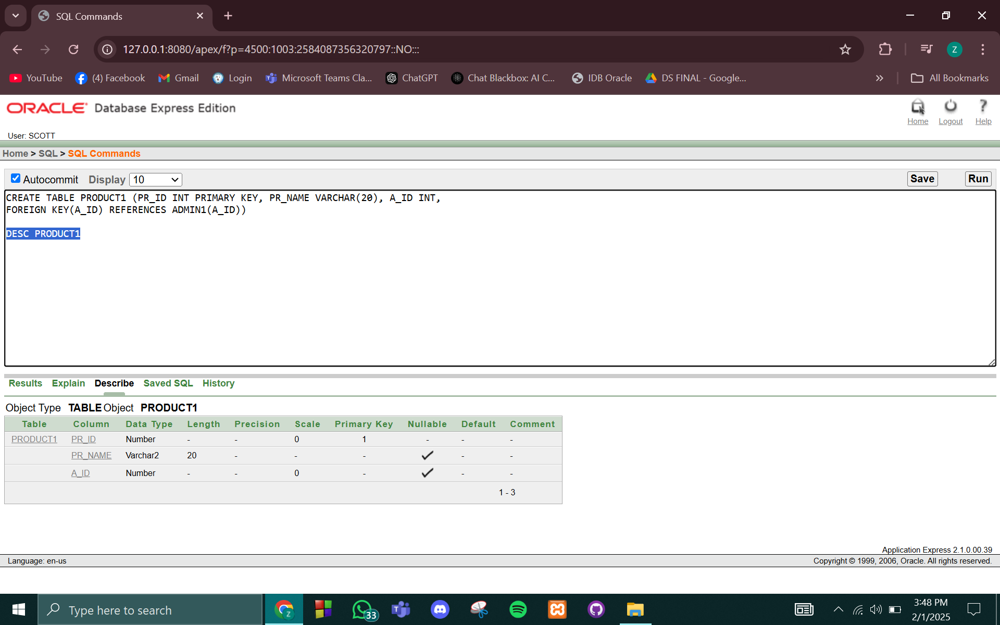 SQL Commands
127.0.0.1:8080/apex/f?p=4500:1003:2584087356320797::NO:::
Z
YouTube (4) Facebook Gmail Login Microsoft Teams Cla... ChatGPT Chat Blackbox: AI C... IDB Oracle DS FINAL - Google... » All Bookmarks
ORACLE Database Express Edition
Home Logout Help
User: SCOTT
Home > SQL > SQL Commands
Autocommit Display 10 Save Run
CREATE TABLE PRODUCT1 (PR_ID INT PRIMARY KEY, PR_NAME VARCHAR(20), A_ID INT,
FOREIGN KEY(A_ID) REFERENCES ADMIN1(A_ID))
DESC PRODUCT1
Results Explain Describe Saved SQL History
Object Type TABLE Object PRODUCT1
Table Column Data Type Length Precision Scale Primary Key Nullable Default Comment
PRODUCT1 PR_ID Number - - 0 1 - - -
PR_NAME Varchar2 20 - - - ✓ - -
A_ID Number - - 0 - ✓ - -
1 - 3
Application Express 2.1.0.00.39
Language: en-us Copyright © 1999, 2006, Oracle. All rights reserved.
Type here to search
Z
33
3:48 PM
2/1/2025